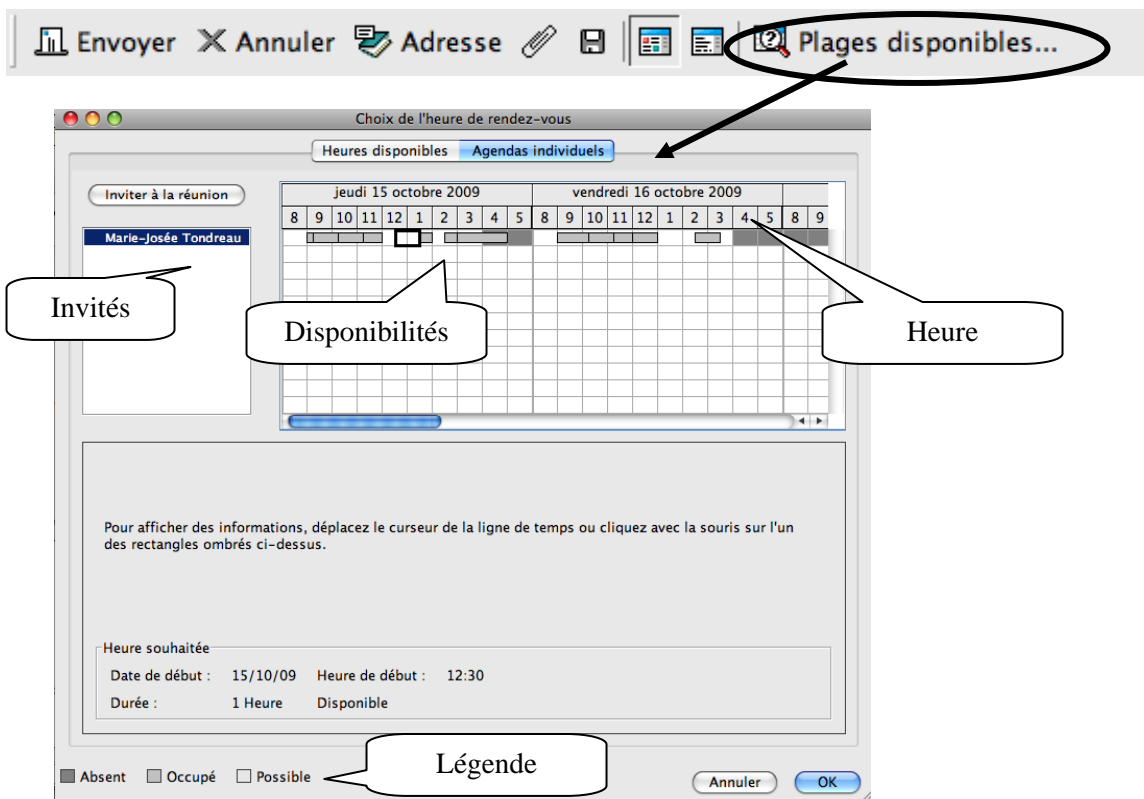 Envoyer Annuler Adresse Plages disponibles...
Choix de l'heure de rendez-vous
Heures disponibles Agendas individuels
Inviter à la réunion
jeudi 15 octobre 2009 vendredi 16 octobre 2009
8 9 10 11 12 1 2 3 4 5 8 9 10 11 12 1 2 3 4 5 8 9
Marie-Josée Tondreau
Invités
Disponibilités
Heure
Pour afficher des informations, déplacez le curseur de la ligne de temps ou cliquez avec la souris sur l'un
des rectangles ombrés ci-dessus.
Heure souhaitée
Date de début : 15/10/09 Heure de début : 12:30
Durée : 1 Heure Disponible
Légende
Absent Occupé Possible
Annuler OK